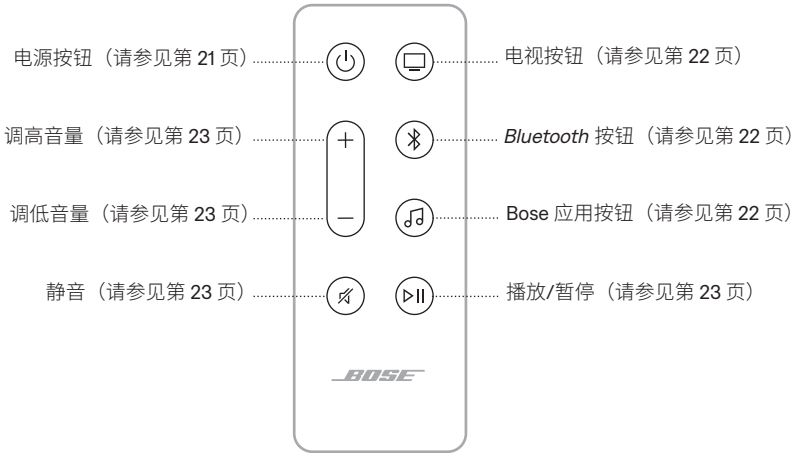 电源按钮（请参见第 21 页）
电视按钮（请参见第 22 页）
调高音量（请参见第 23 页）
Bluetooth 按钮（请参见第 22 页）
调低音量（请参见第 23 页）
Bose 应用按钮（请参见第 22 页）
静音（请参见第 23 页）
播放/暂停（请参见第 23 页）
BOSE